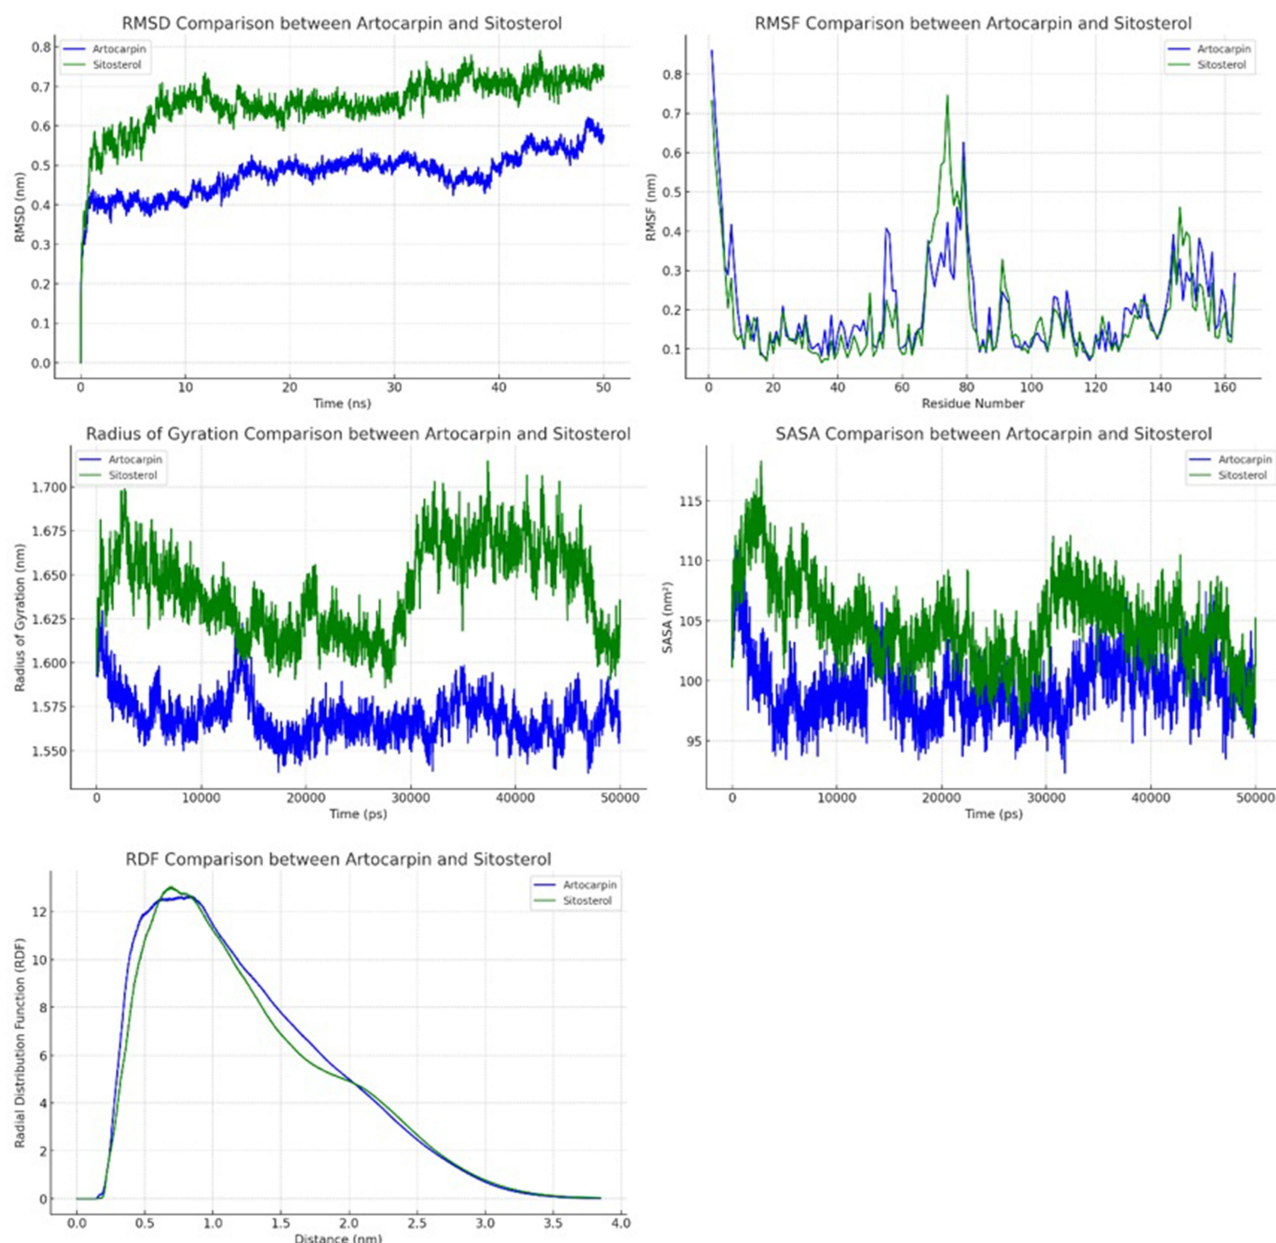 RMSD Comparison between Artocarpin and Sitosterol
Artocarpin
Sitosterol
RMSD (nm)
0.8
0.7
0.6
0.5
0.4
0.3
0.2
0.1
0.0
0
10
20
30
40
50
Time (ns)
RMSF Comparison between Artocarpin and Sitosterol
Artocarpin
Sitosterol
RMSF (nm)
0.8
0.7
0.6
0.5
0.4
0.3
0.2
0.1
0
20
40
60
80
100
120
140
160
Residue Number
Radius of Gyration Comparison between Artocarpin and Sitosterol
Artocarpin
Sitosterol
Radius of Gyration (nm)
1.700
1.675
1.650
1.625
1.600
1.575
1.550
0
10000
20000
30000
40000
50000
Time (ps)
SASA Comparison between Artocarpin and Sitosterol
Artocarpin
Sitosterol
SASA (nm²)
115
110
105
100
95
0
10000
20000
30000
40000
50000
Time (ps)
RDF Comparison between Artocarpin and Sitosterol
Artocarpin
Sitosterol
Radial Distribution Function (RDF)
12
10
8
6
4
2
0
0.0
0.5
1.0
1.5
2.0
2.5
3.0
3.5
4.0
Distance (nm)